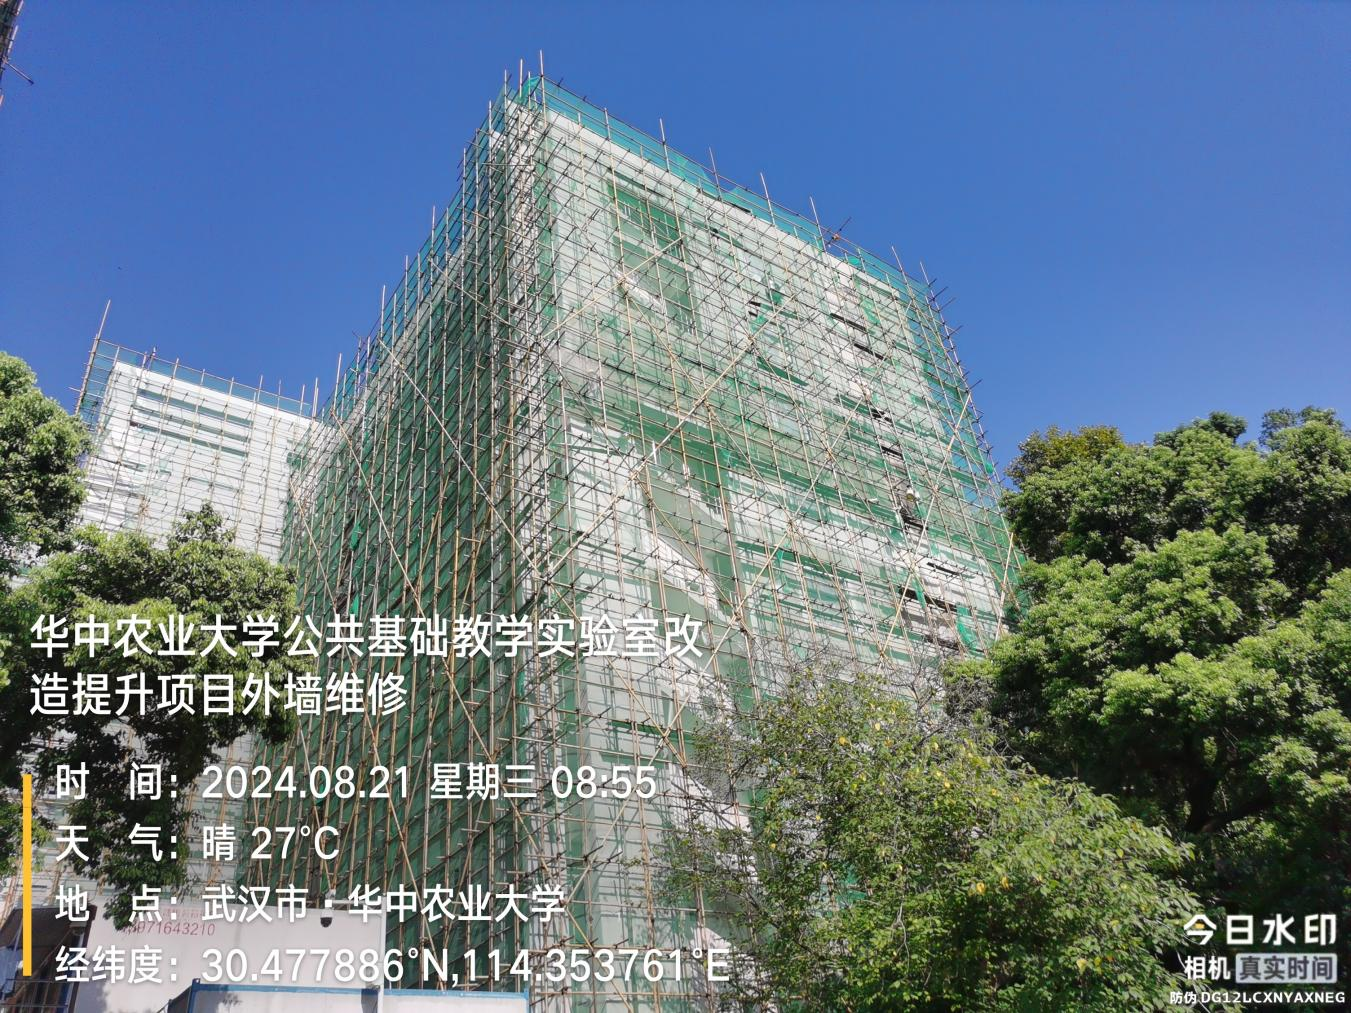 华中农业大学公共基础教学实验室改
造提升项目外墙维修
时 间：2024.08.21 星期三 08:55
天 气：晴 27℃
地 点：武汉市·华中农业大学
经纬度：30.477886°N,114.353761°E
今日水印
相机 真实时间
防伪 DG12LCXNYAXNEG